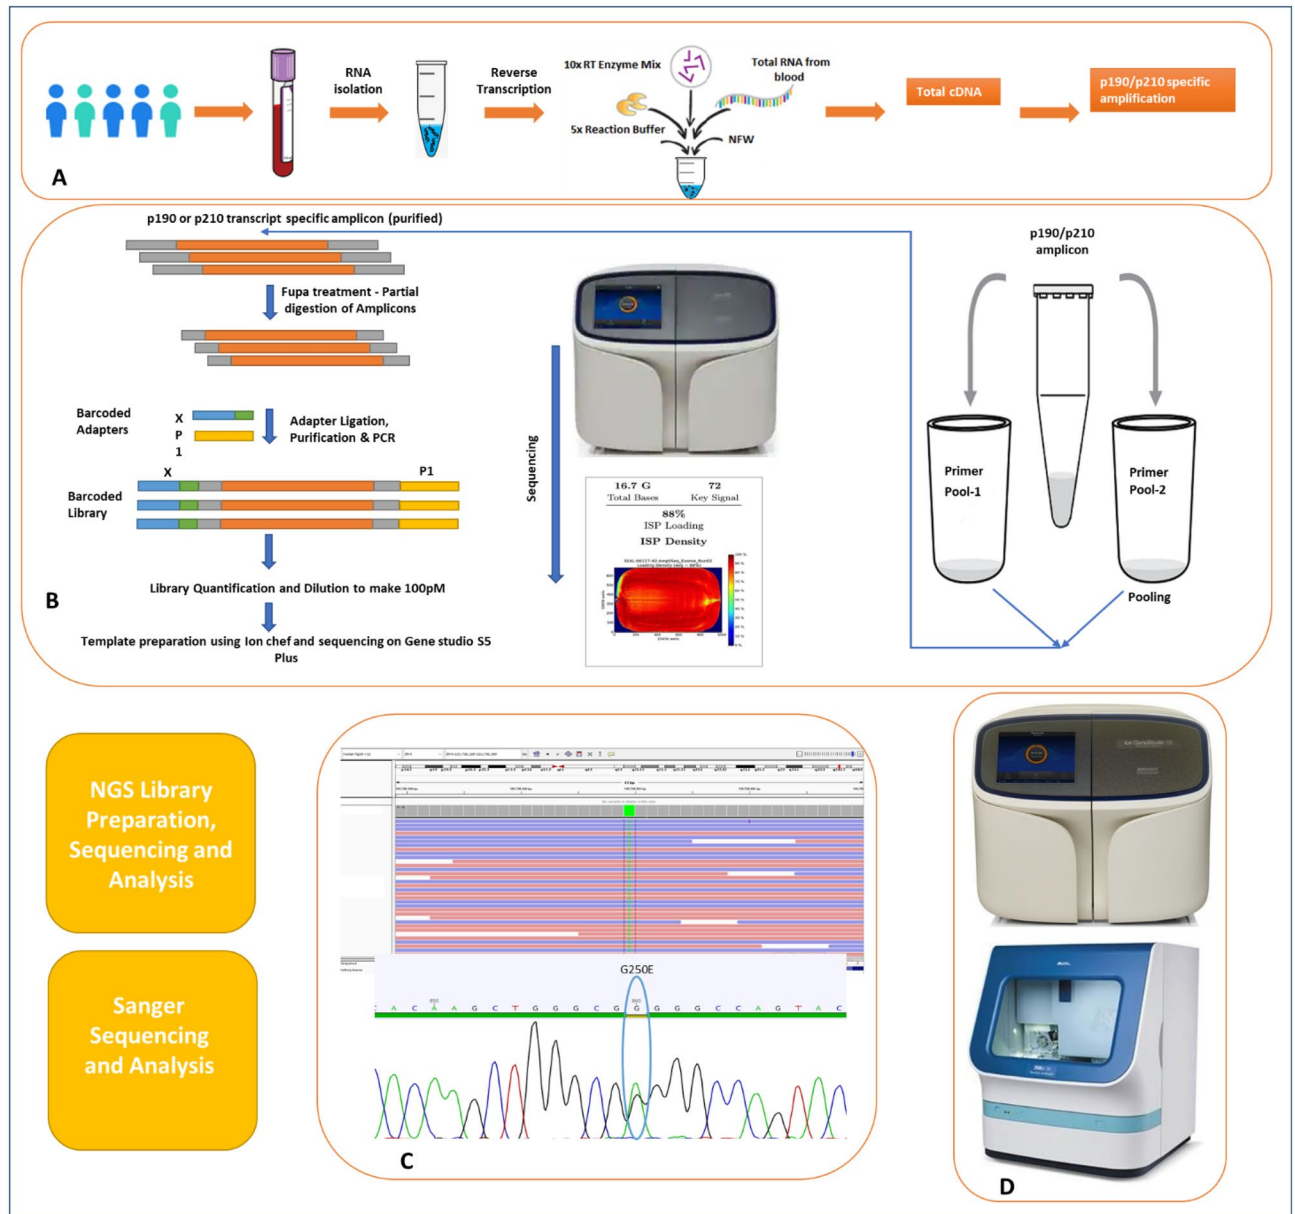 RNA
isolation
Reverse
Transcription
10x RT Enzyme Mix
Total RNA from
blood
5x Reaction Buffer
NFW
Total cDNA
p190/p210 specific
amplification
A
p190 or p210 transcript specific amplicon (purified)
Fupa treatment - Partial
digestion of Amplicons
Barcoded
Adapters
X
P
1
Adapter Ligation,
Purification & PCR
X
P1
Barcoded
Library
Library Quantification and Dilution to make 100pM
B
Template preparation using Ion chef and sequencing on Gene studio S5
Plus
Sequencing
16.7 G
72
Total Bases
Key Signal
88%
ISP Loading
ISP Density
p190/p210
amplicon
Primer
Pool-1
Primer
Pool-2
Pooling
NGS Library
Preparation,
Sequencing and
Analysis
Sanger
Sequencing
and Analysis
G250E
A C A A G C T G G G C G G G G G C C A G T A C
C
D